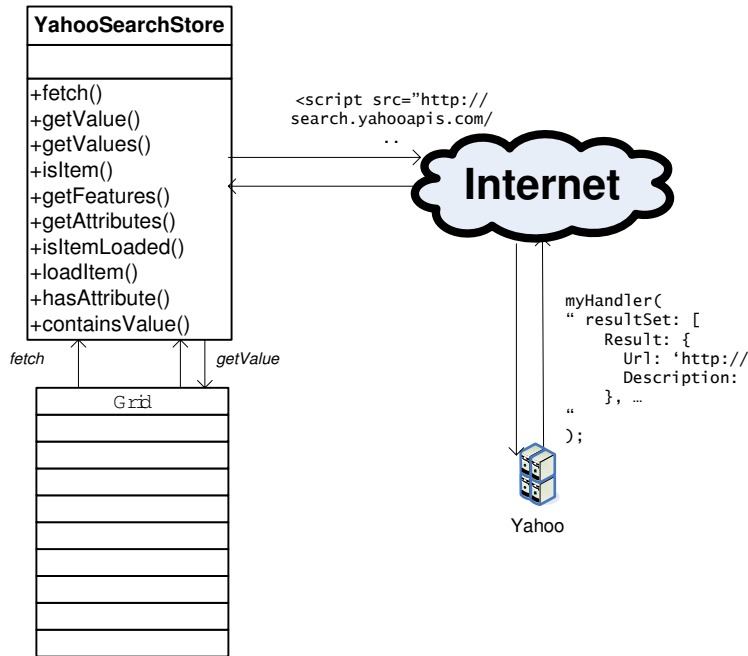 YahooSearchStore
+fetch()
+getValue()
+getValues()
+isItem()
+getFeatures()
+getAttributes()
+isItemLoaded()
+loadItem()
+hasAttribute()
+containsValue()
<script src=”http://
search.yahooapis.com/
..
Internet
myHandler(
“ resultSet: [
Result: {
Url: ‘http://
Description:
}, …
“
);
fetch
getValue
Grid
Yahoo